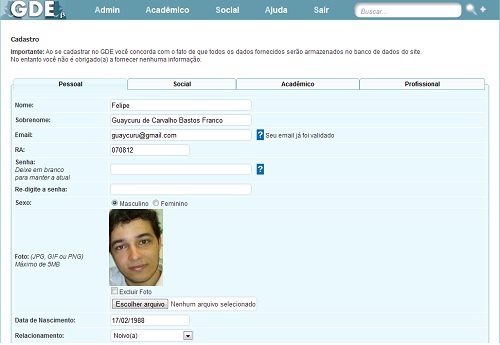 GDE β Admin Acadêmico Social Ajuda Sair Buscar...
Cadastro
Importante: Ao se cadastrar no GDE você concorda com o fato de que todos os dados fornecidos serão armazenados no banco de dados do site.
No entanto você não é obrigado(a) a fornecer nenhuma informação.
Pessoal Social Acadêmico Profissional
Nome: Felipe
Sobrenome: Guaycuru de Carvalho Bastos Franco
Email: guaycuru@gmail.com ? Seu email já foi validado
RA: 070812
Senha:
Deixe em branco
para manter a atual ?
Re-digite a senha:
Sexo: Masculino Feminino
Foto: (JPG, GIF ou PNG)
Máximo de 5MB
Excluir Foto
Escolher arquivo Nenhum arquivo selecionado
Data de Nascimento: 17/02/1988
Relacionamento: Noivo(a)